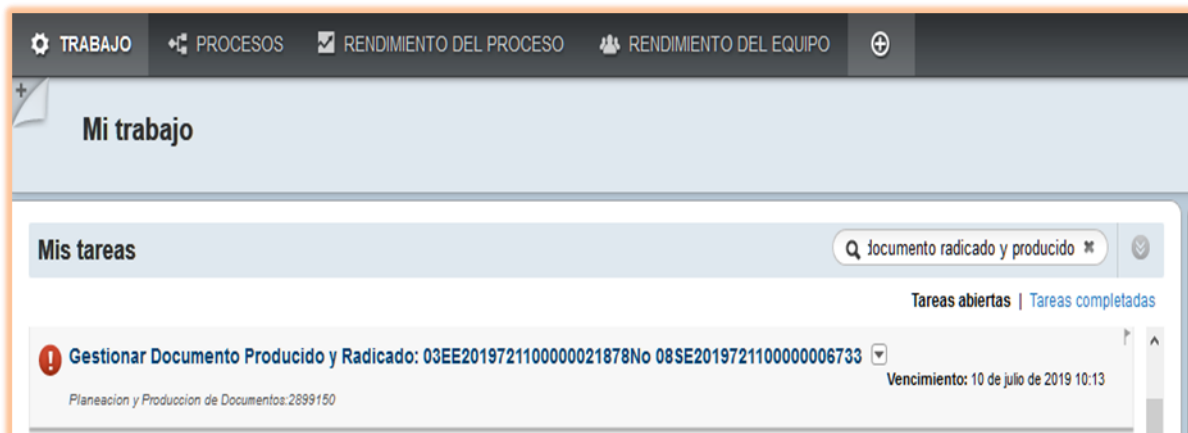 TRABAJO PROCESOS RENDIMIENTO DEL PROCESO RENDIMIENTO DEL EQUIPO
Mi trabajo
Mis tareas documento radicado y producido
Tareas abiertas | Tareas completadas
Gestionar Documento Producido y Radicado: 03EE2019721100000021878No 08SE2019721100000006733
Vencimiento: 10 de julio de 2019 10:13
Planeacion y Produccion de Documentos:2899150